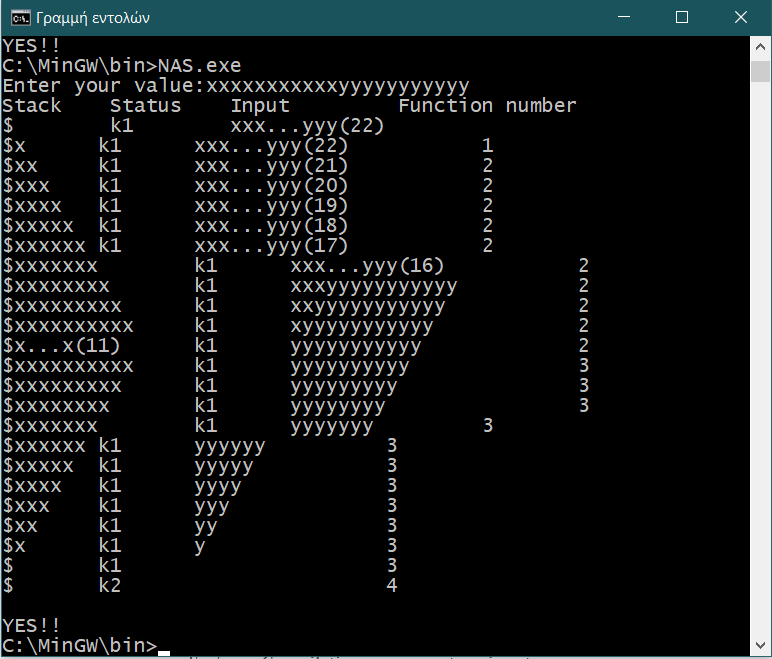 Γραμμή εντολών
YES!!
C:\MinGW\bin>NAS.exe
Enter your value:xxxxxxxxxxxyyyyyyyyyyy
Stack Status Input Function number
$ k1 xxx...yyy(22)
$x k1 xxx...yyy(22) 1
$xx k1 xxx...yyy(21) 2
$xxx k1 xxx...yyy(20) 2
$xxxx k1 xxx...yyy(19) 2
$xxxxx k1 xxx...yyy(18) 2
$xxxxxx k1 xxx...yyy(17) 2
$xxxxxxx k1 xxx...yyy(16) 2
$xxxxxxxx k1 xxxyyyyyyyyyyy 2
$xxxxxxxxx k1 xxyyyyyyyyyyy 2
$xxxxxxxxxx k1 xyyyyyyyyyyy 2
$x...x(11) k1 yyyyyyyyyyy 2
$xxxxxxxxxx k1 yyyyyyyyyy 3
$xxxxxxxxx k1 yyyyyyyyy 3
$xxxxxxxx k1 yyyyyyyy 3
$xxxxxxx k1 yyyyyyy 3
$xxxxxx k1 yyyyyy 3
$xxxxx k1 yyyyy 3
$xxxx k1 yyyy 3
$xxx k1 yyy 3
$xx k1 yy 3
$x k1 y 3
$ k1 3
$ k2 4
YES!!
C:\MinGW\bin>